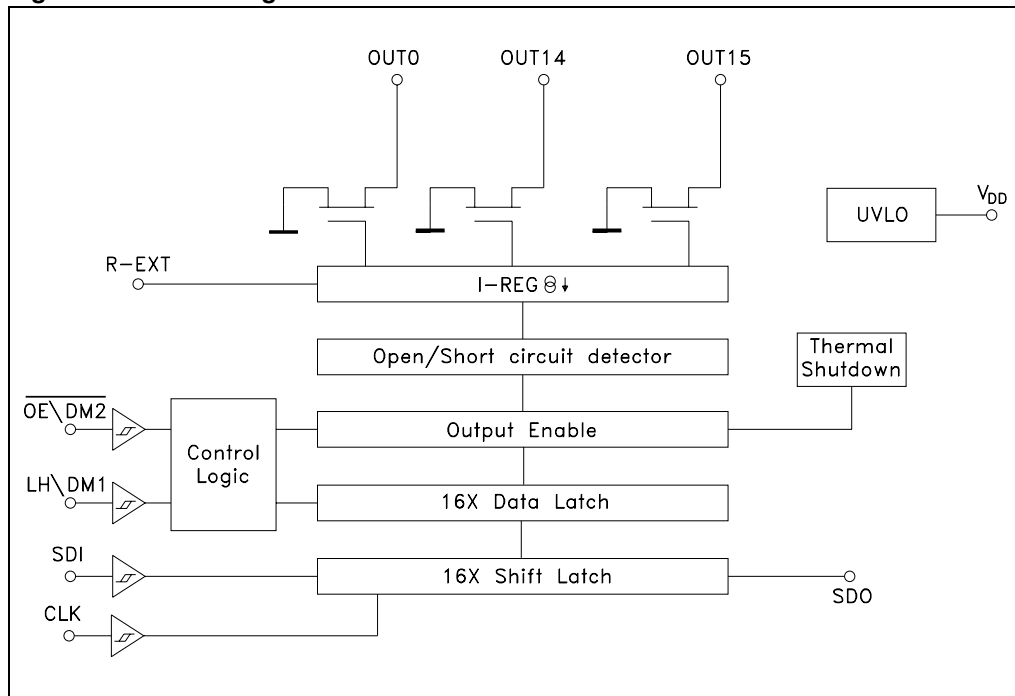 OUT0
OUT14
OUT15
UVLO
VDD
R-EXT
I-REG
Open/Short circuit detector
Thermal
Shutdown
OE\DM2
Output Enable
Control
Logic
LH\DM1
16X Data Latch
SDI
16X Shift Latch
SDO
CLK